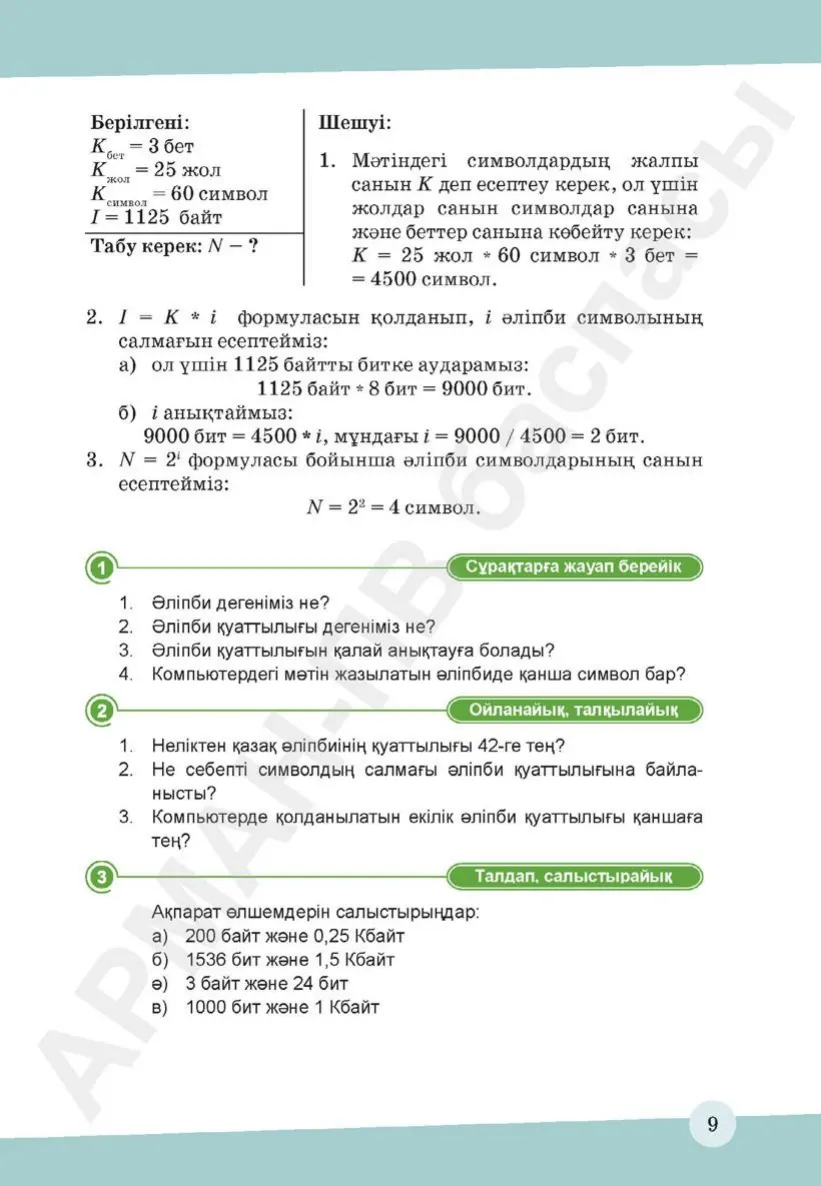 Берілгені:
K бет = 3 бет
K жол = 25 жол
K символ = 60 символ
I = 1125 байт
Табу керек: N – ?
Шешуі:
1. Мәтіндегі символдардың жалпы
санын K деп есептеу керек, ол үшін
жолдар санын символдар санына
және беттер санына көбейту керек:
K = 25 жол * 60 символ * 3 бет =
= 4500 символ.
2. I = K * i формуласын қолданып, i әліпби символының
салмағын есептейміз:
а) ол үшін 1125 байтты битке аударамыз:
1125 байт * 8 бит = 9000 бит.
б) i анықтаймыз:
9000 бит = 4500 * i, мұндағы i = 9000 / 4500 = 2 бит.
3. N = 2ⁱ формуласы бойынша әліпби символдарының санын
есептейміз:
N = 2² = 4 символ.
1 Сұрақтарға жауап берейік
1. Әліпби дегеніміз не?
2. Әліпби қуаттылығы дегеніміз не?
3. Әліпби қуаттылығын қалай анықтауға болады?
4. Компьютердегі мәтін жазылатын әліпбиде қанша символ бар?
2 Ойланайық, талқылайық
1. Неліктен қазақ әліпбиінің қуаттылығы 42-ге тең?
2. Не себепті символдың салмағы әліпби қуаттылығына байла-
нысты?
3. Компьютерде қолданылатын екілік әліпби қуаттылығы қаншаға
тең?
3 Талдап, салыстырайық
Ақпарат өлшемдерін салыстырыңдар:
а) 200 байт және 0,25 Кбайт
б) 1536 бит және 1,5 Кбайт
ә) 3 байт және 24 бит
в) 1000 бит және 1 Кбайт
АРМАН-ПВ баспасы
9